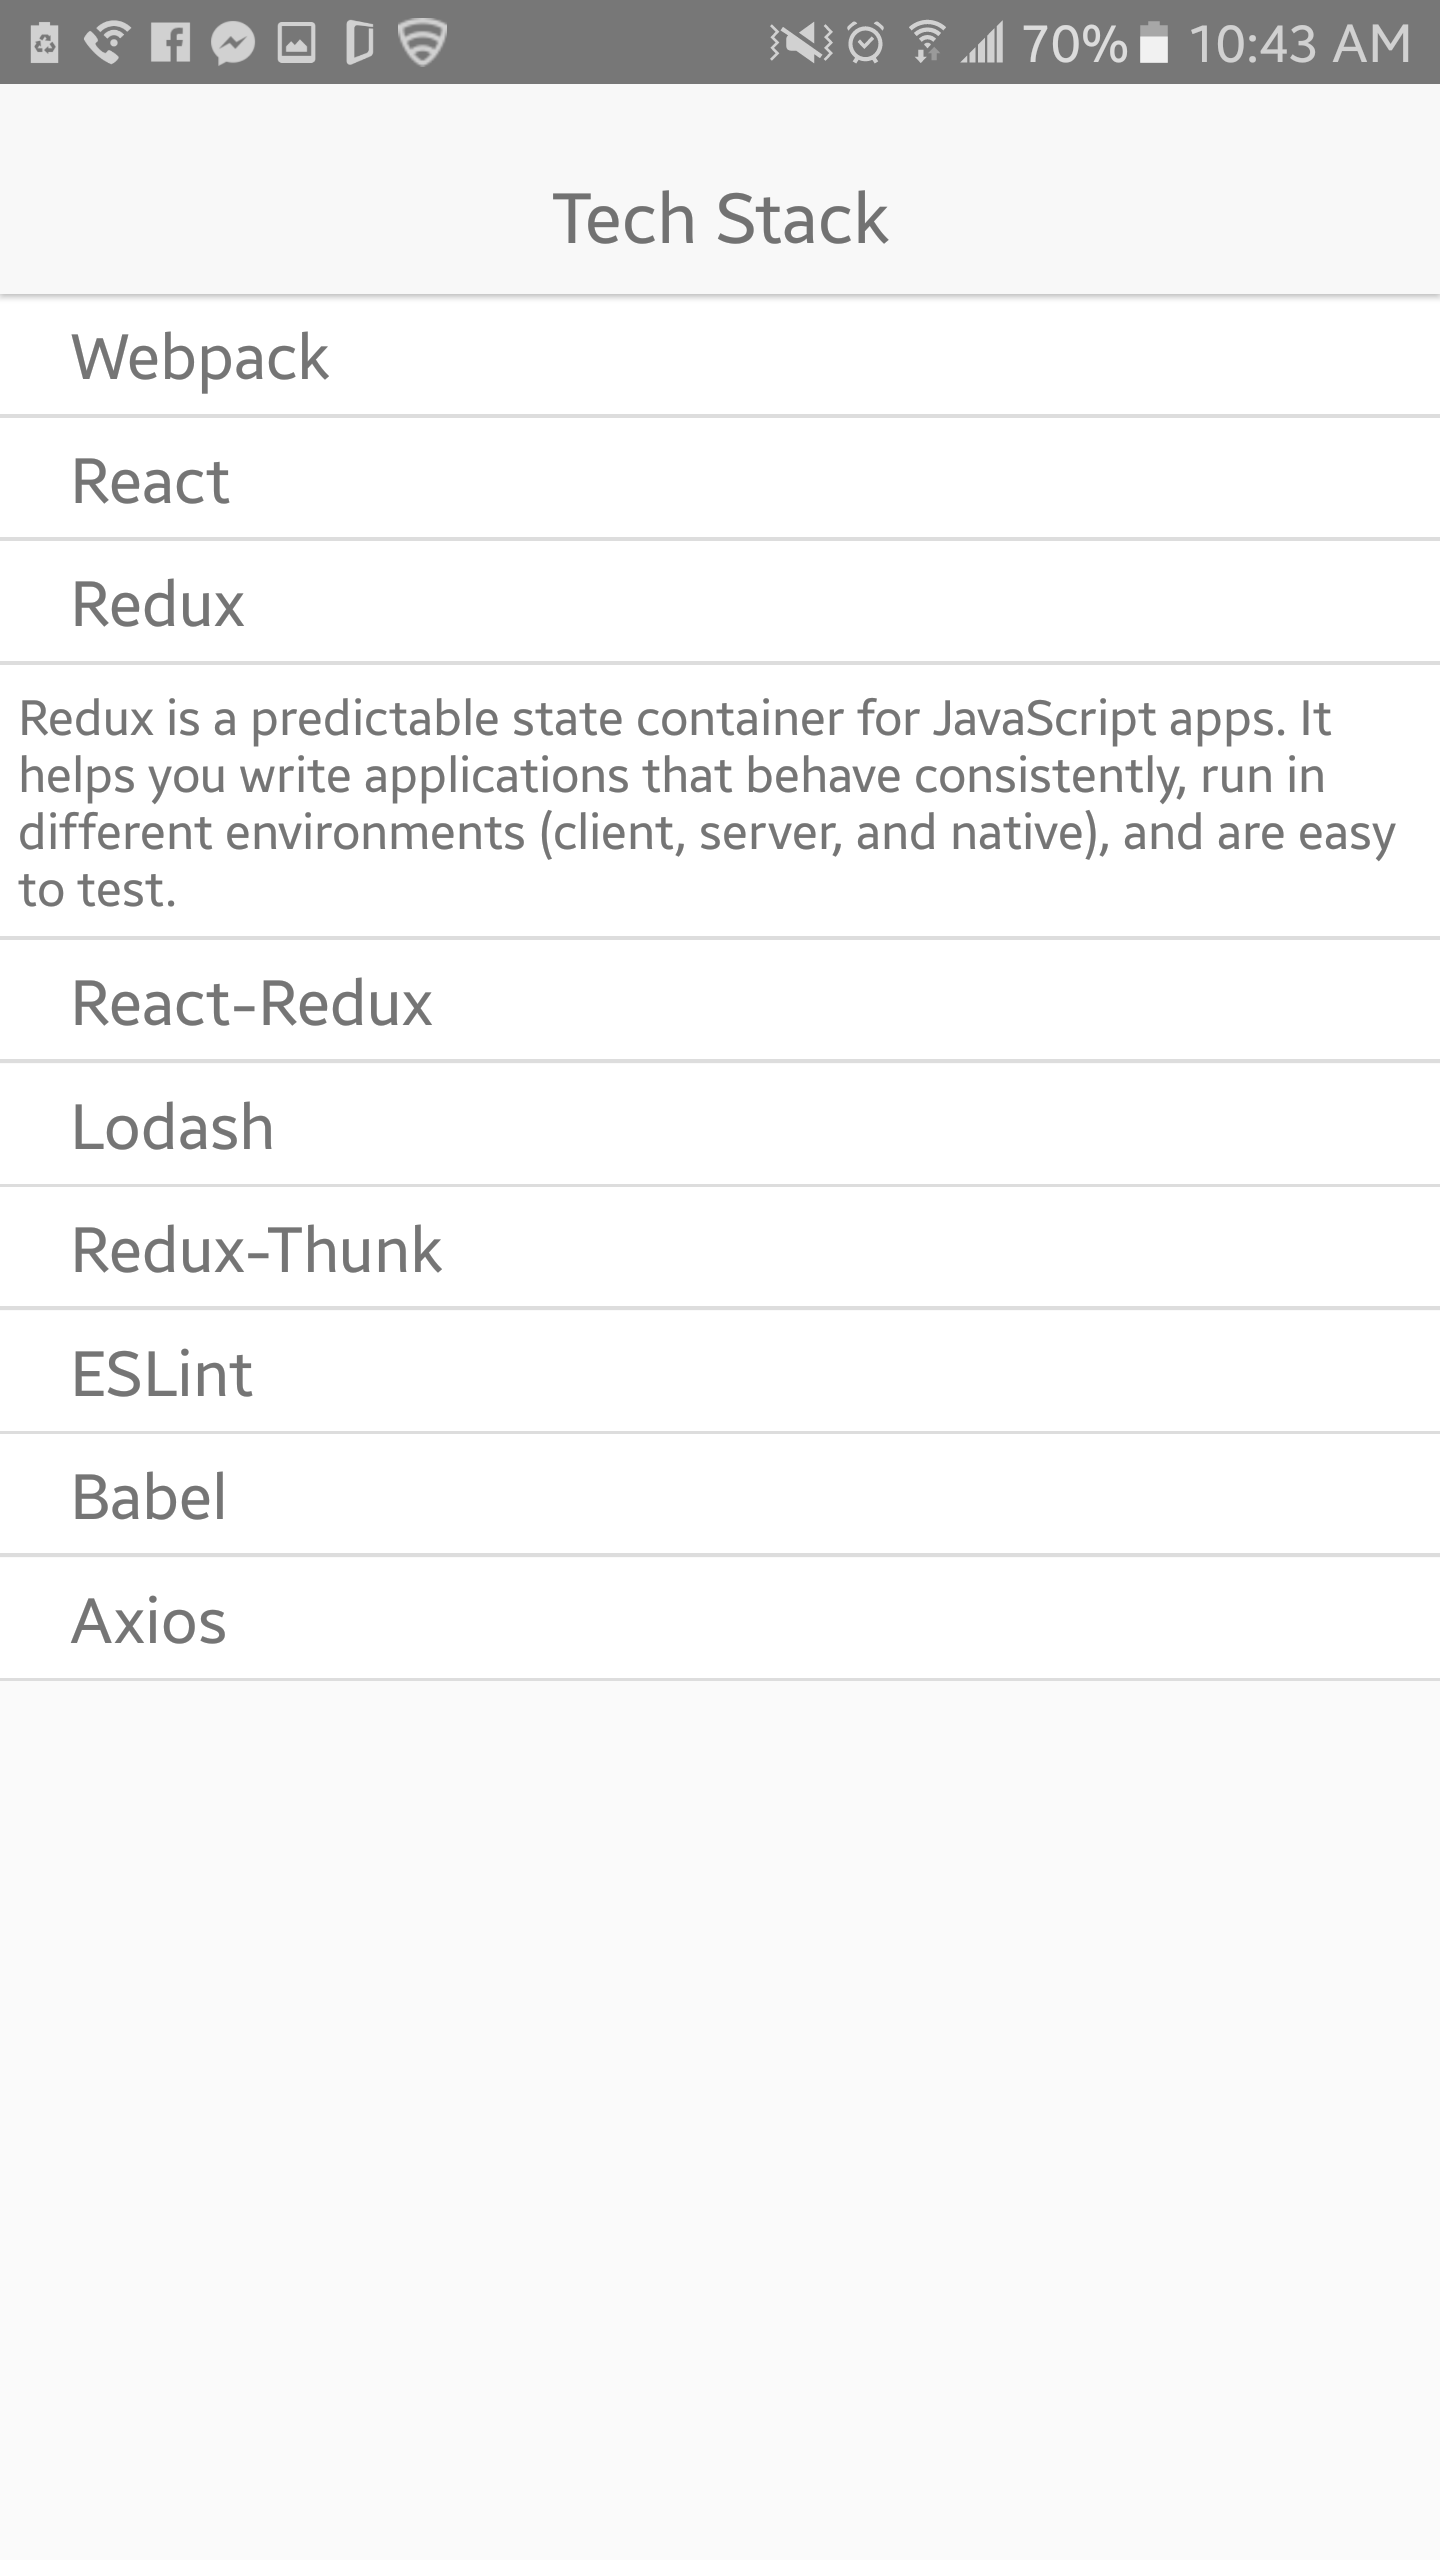 70% 10:43 AM
Tech Stack
Webpack
React
Redux
Redux is a predictable state container for JavaScript apps. It
helps you write applications that behave consistently, run in
different environments (client, server, and native), and are easy
to test.
React-Redux
Lodash
Redux-Thunk
ESLint
Babel
Axios